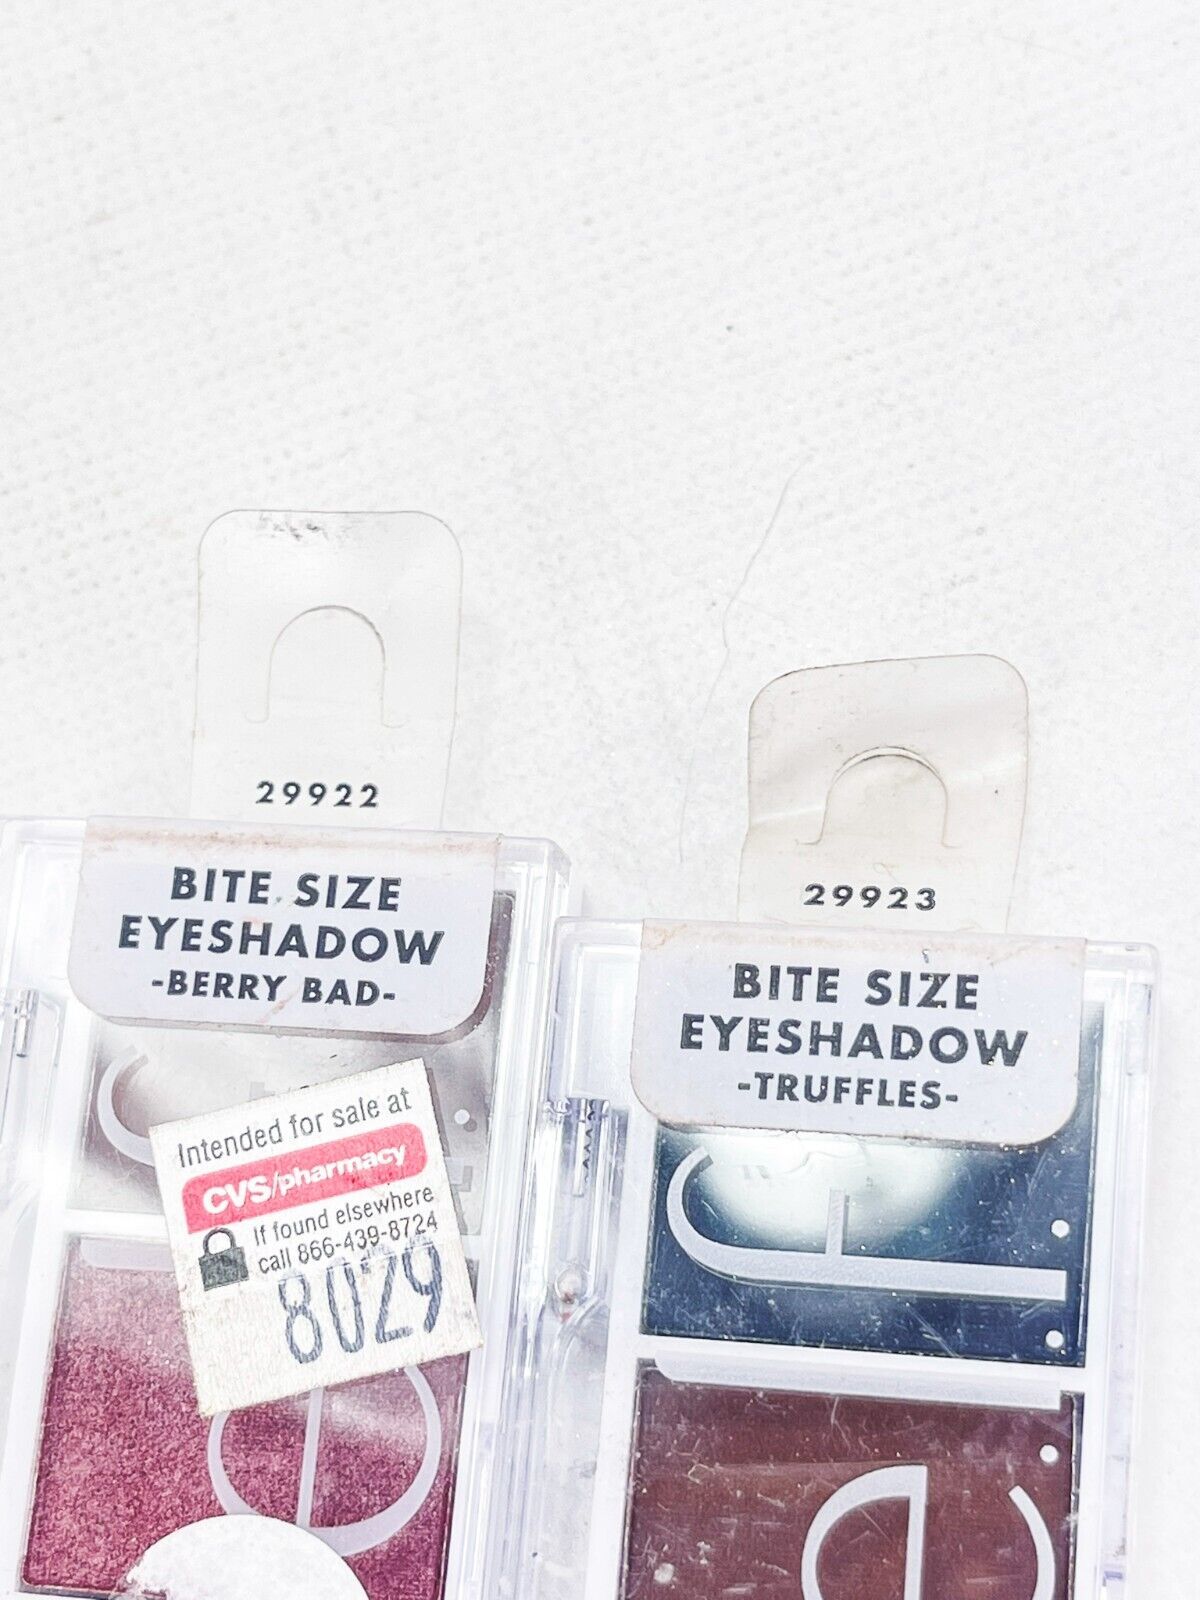 29922
BITE SIZE
EYESHADOW
-BERRY BAD-
Intended for sale at
CVS/pharmacy
If found elsewhere
call 866-439-8724
8029
e
29923
BITE SIZE
EYESHADOW
-TRUFFLES-
e.l.f.